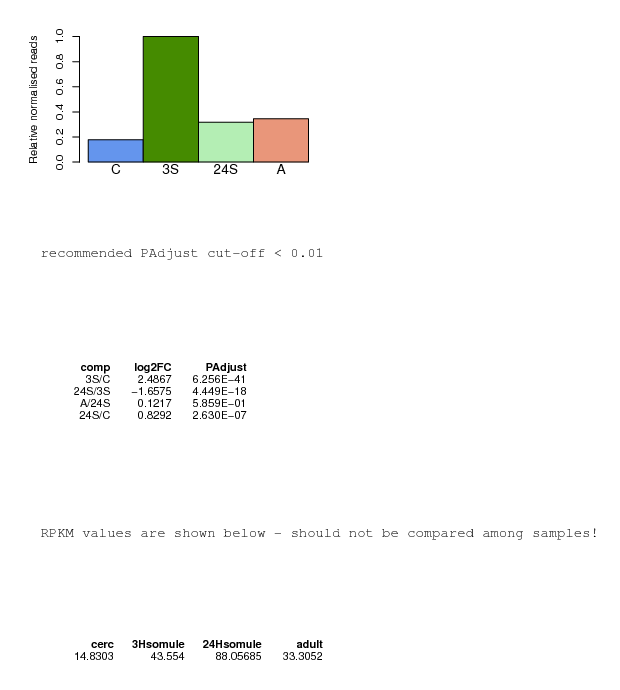 Relative normalised reads
1.0
0.8
0.6
0.4
0.2
0.0
C 3S 24S A
recommended PAdjust cut-off < 0.01
comp log2FC PAdjust
3S/C 2.4867 6.256E-41
24S/3S -1.6575 4.449E-18
A/24S 0.1217 5.859E-01
24S/C 0.8292 2.630E-07
RPKM values are shown below - should not be compared among samples!
cerc 3Hsomule 24Hsomule adult
14.8303 43.554 88.05685 33.3052